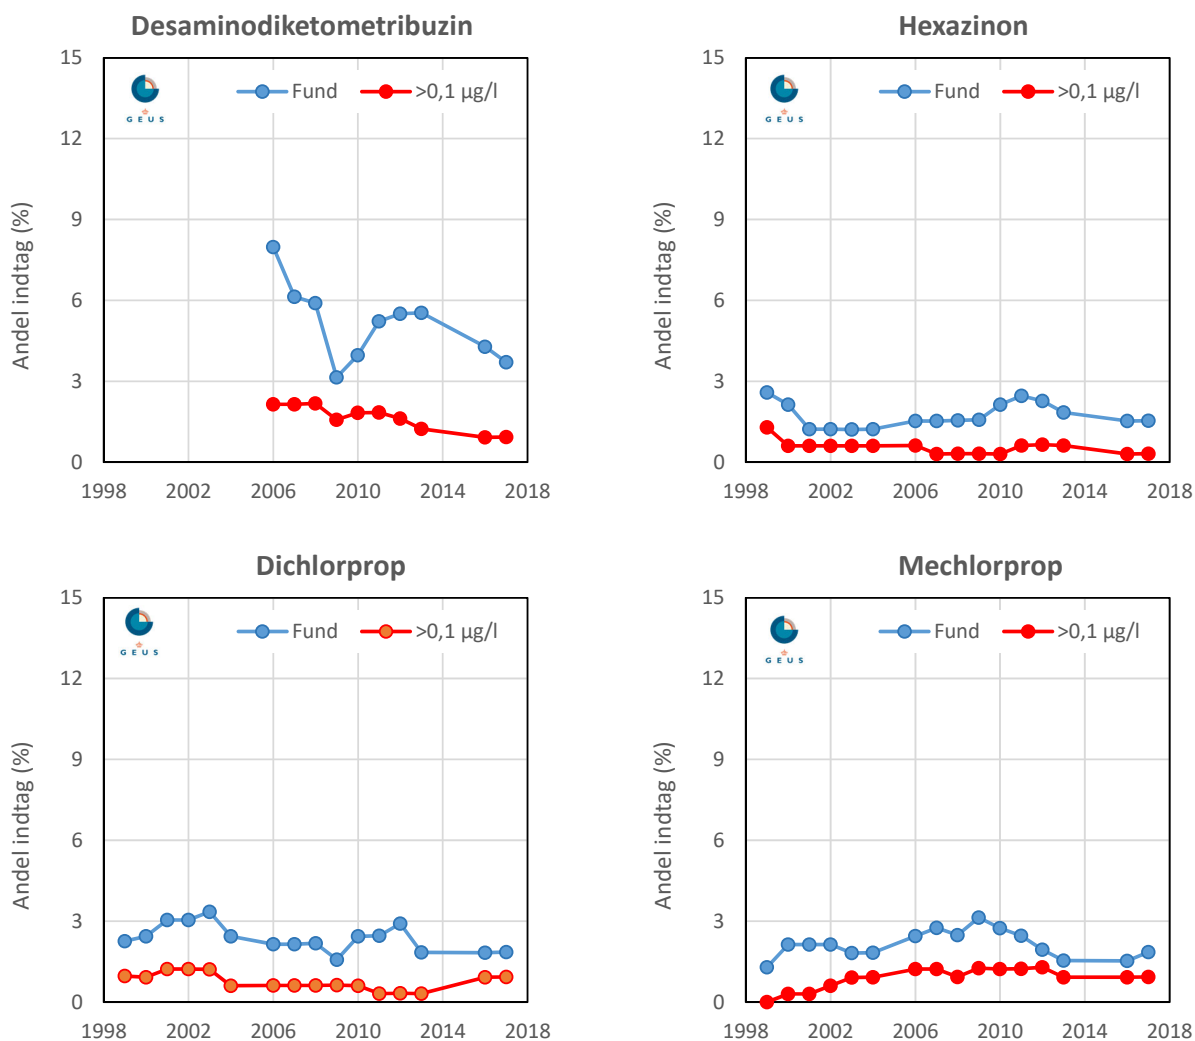 Desaminodiketometribuzin
15
12
9
6
3
0
Andel indtag (%)
GEUS
Fund >0,1 µg/l
1998 2002 2006 2010 2014 2018
Hexazinon
15
12
9
6
3
0
Andel indtag (%)
GEUS
Fund >0,1 µg/l
1998 2002 2006 2010 2014 2018
Dichlorprop
15
12
9
6
3
0
Andel indtag (%)
GEUS
Fund >0,1 µg/l
1998 2002 2006 2010 2014 2018
Mechlorprop
15
12
9
6
3
0
Andel indtag (%)
GEUS
Fund >0,1 µg/l
1998 2002 2006 2010 2014 2018